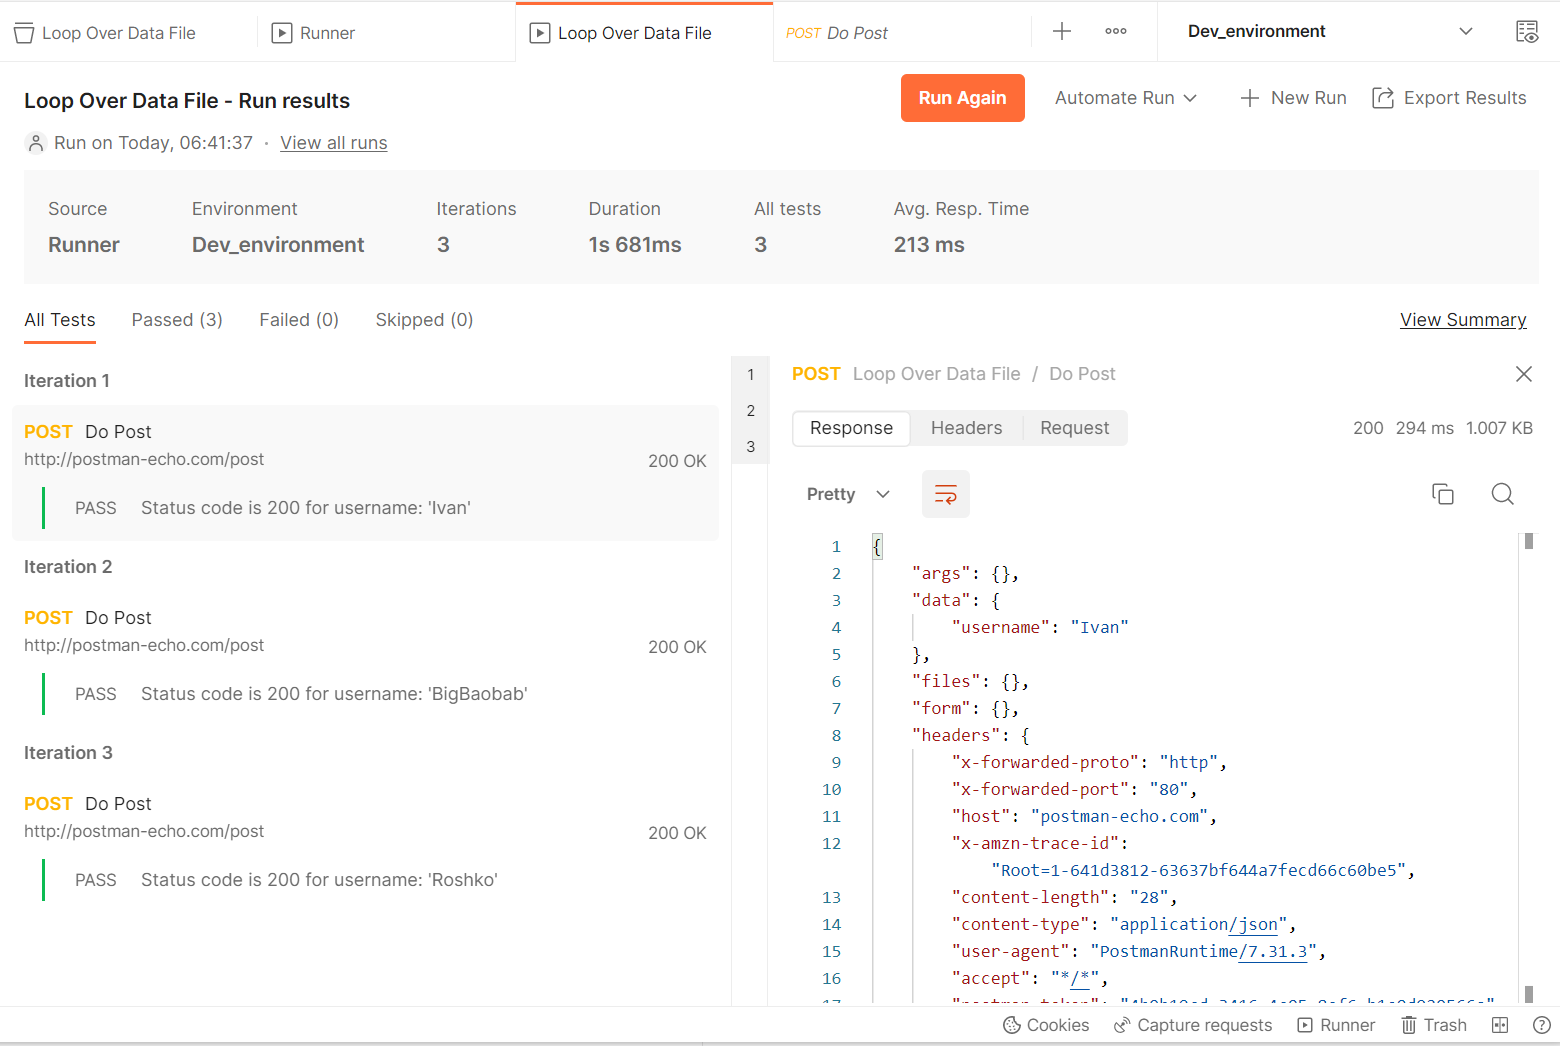 Loop Over Data File
Runner
Loop Over Data File
POST Do Post
Dev_environment
Loop Over Data File - Run results
Run Again
Automate Run
New Run
Export Results
Run on Today, 06:41:37 · View all runs
Source
Environment
Iterations
Duration
All tests
Avg. Resp. Time
Runner
Dev_environment
3
1s 681ms
3
213 ms
All Tests
Passed (3)
Failed (0)
Skipped (0)
View Summary
Iteration 1
POST Do Post
http://postman-echo.com/post
200 OK
PASS Status code is 200 for username: 'Ivan'
Iteration 2
POST Do Post
http://postman-echo.com/post
200 OK
PASS Status code is 200 for username: 'BigBaobab'
Iteration 3
POST Do Post
http://postman-echo.com/post
200 OK
PASS Status code is 200 for username: 'Roshko'
1
2
3
POST Loop Over Data File / Do Post
Response
Headers
Request
200 294 ms 1.007 KB
Pretty
1 {
2 "args": {},
3 "data": {
4 "username": "Ivan"
5 },
6 "files": {},
7 "form": {},
8 "headers": {
9 "x-forwarded-proto": "http",
10 "x-forwarded-port": "80",
11 "host": "postman-echo.com",
12 "x-amzn-trace-id":
"Root=1-641d3812-63637bf644a7fecd66c60be5",
13 "content-length": "28",
14 "content-type": "application/json",
15 "user-agent": "PostmanRuntime/7.31.3",
16 "accept": "*/*",
Cookies
Capture requests
Runner
Trash